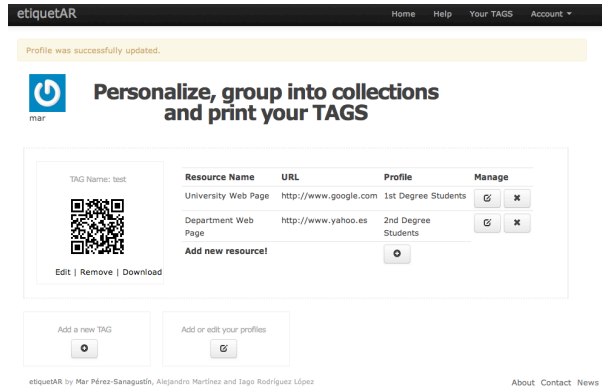 etiquetAR Home Help Your TAGS Account
Profile was successfully updated.
mar
Personalize, group into collections
and print your TAGS
TAG Name: test
Edit | Remove | Download
Resource Name URL Profile Manage
University Web Page http://www.google.com 1st Degree Students
Department Web Page http://www.yahoo.es 2nd Degree Students
Add new resource!
Add a new TAG
Add or edit your profiles
etiquetAR by Mar Pérez-Sanagustín, Alejandro Martínez and Iago Rodríguez López
About Contact News